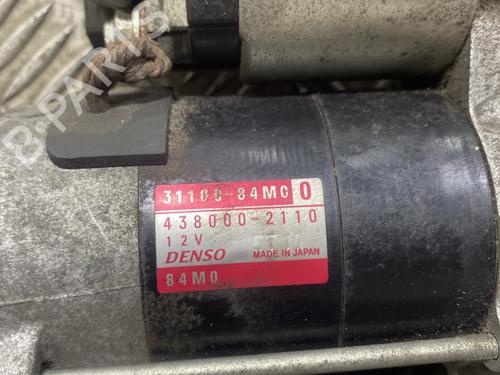 B-PARTS
31100-84M00
438000-2110
12V
DENSO MADE IN JAPAN
84M0